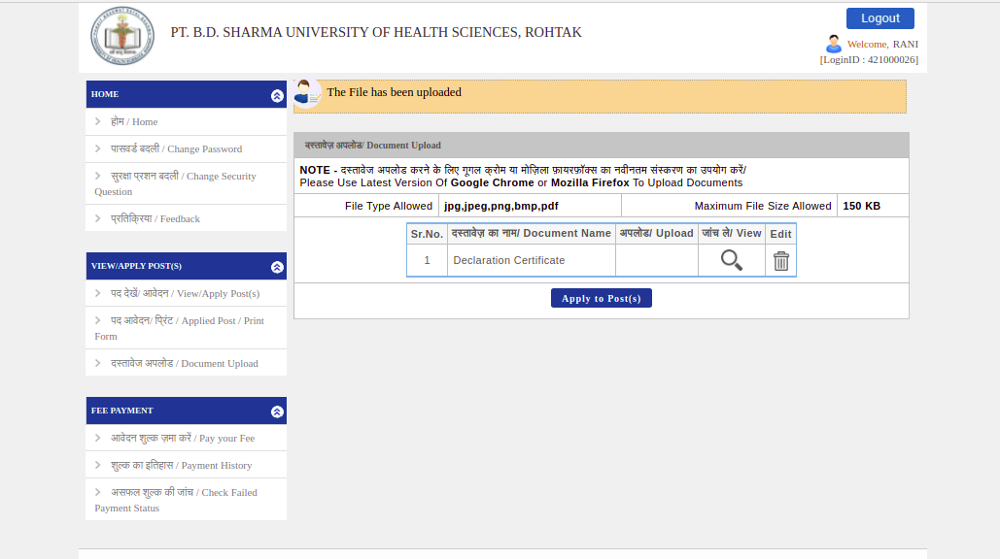 PT. B.D. SHARMA UNIVERSITY OF HEALTH SCIENCES, ROHTAK
Logout
Welcome, RANI
[LoginID : 421000026]
HOME
होम / Home
पासवर्ड बदली / Change Password
सुरक्षा प्रशन बदली / Change Security
Question
प्रतिक्रिया / Feedback
VIEW/APPLY POST(S)
पद देखें/ आवेदन / View/Apply Post(s)
पद आवेदन/ प्रिंट / Applied Post / Print
Form
दस्तावेज अपलोड / Document Upload
FEE PAYMENT
आवेदन शुल्क ज़मा करें / Pay your Fee
शुल्क का इतिहास / Payment History
असफल शुल्क की जांच / Check Failed
Payment Status
The File has been uploaded
दस्तावेज़ अपलोड/ Document Upload
NOTE - दस्तावेज अपलोड करने के लिए गूगल क्रोम या मोज़िला फ़ायरफ़ॉक्स का नवीनतम संस्करण का उपयोग करें/
Please Use Latest Version Of Google Chrome or Mozilla Firefox To Upload Documents
File Type Allowed jpg,jpeg,png,bmp,pdf Maximum File Size Allowed 150 KB
Sr.No. दस्तावेज़ का नाम/ Document Name अपलोड/ Upload जांच ले/ View Edit
1 Declaration Certificate
Apply to Post(s)